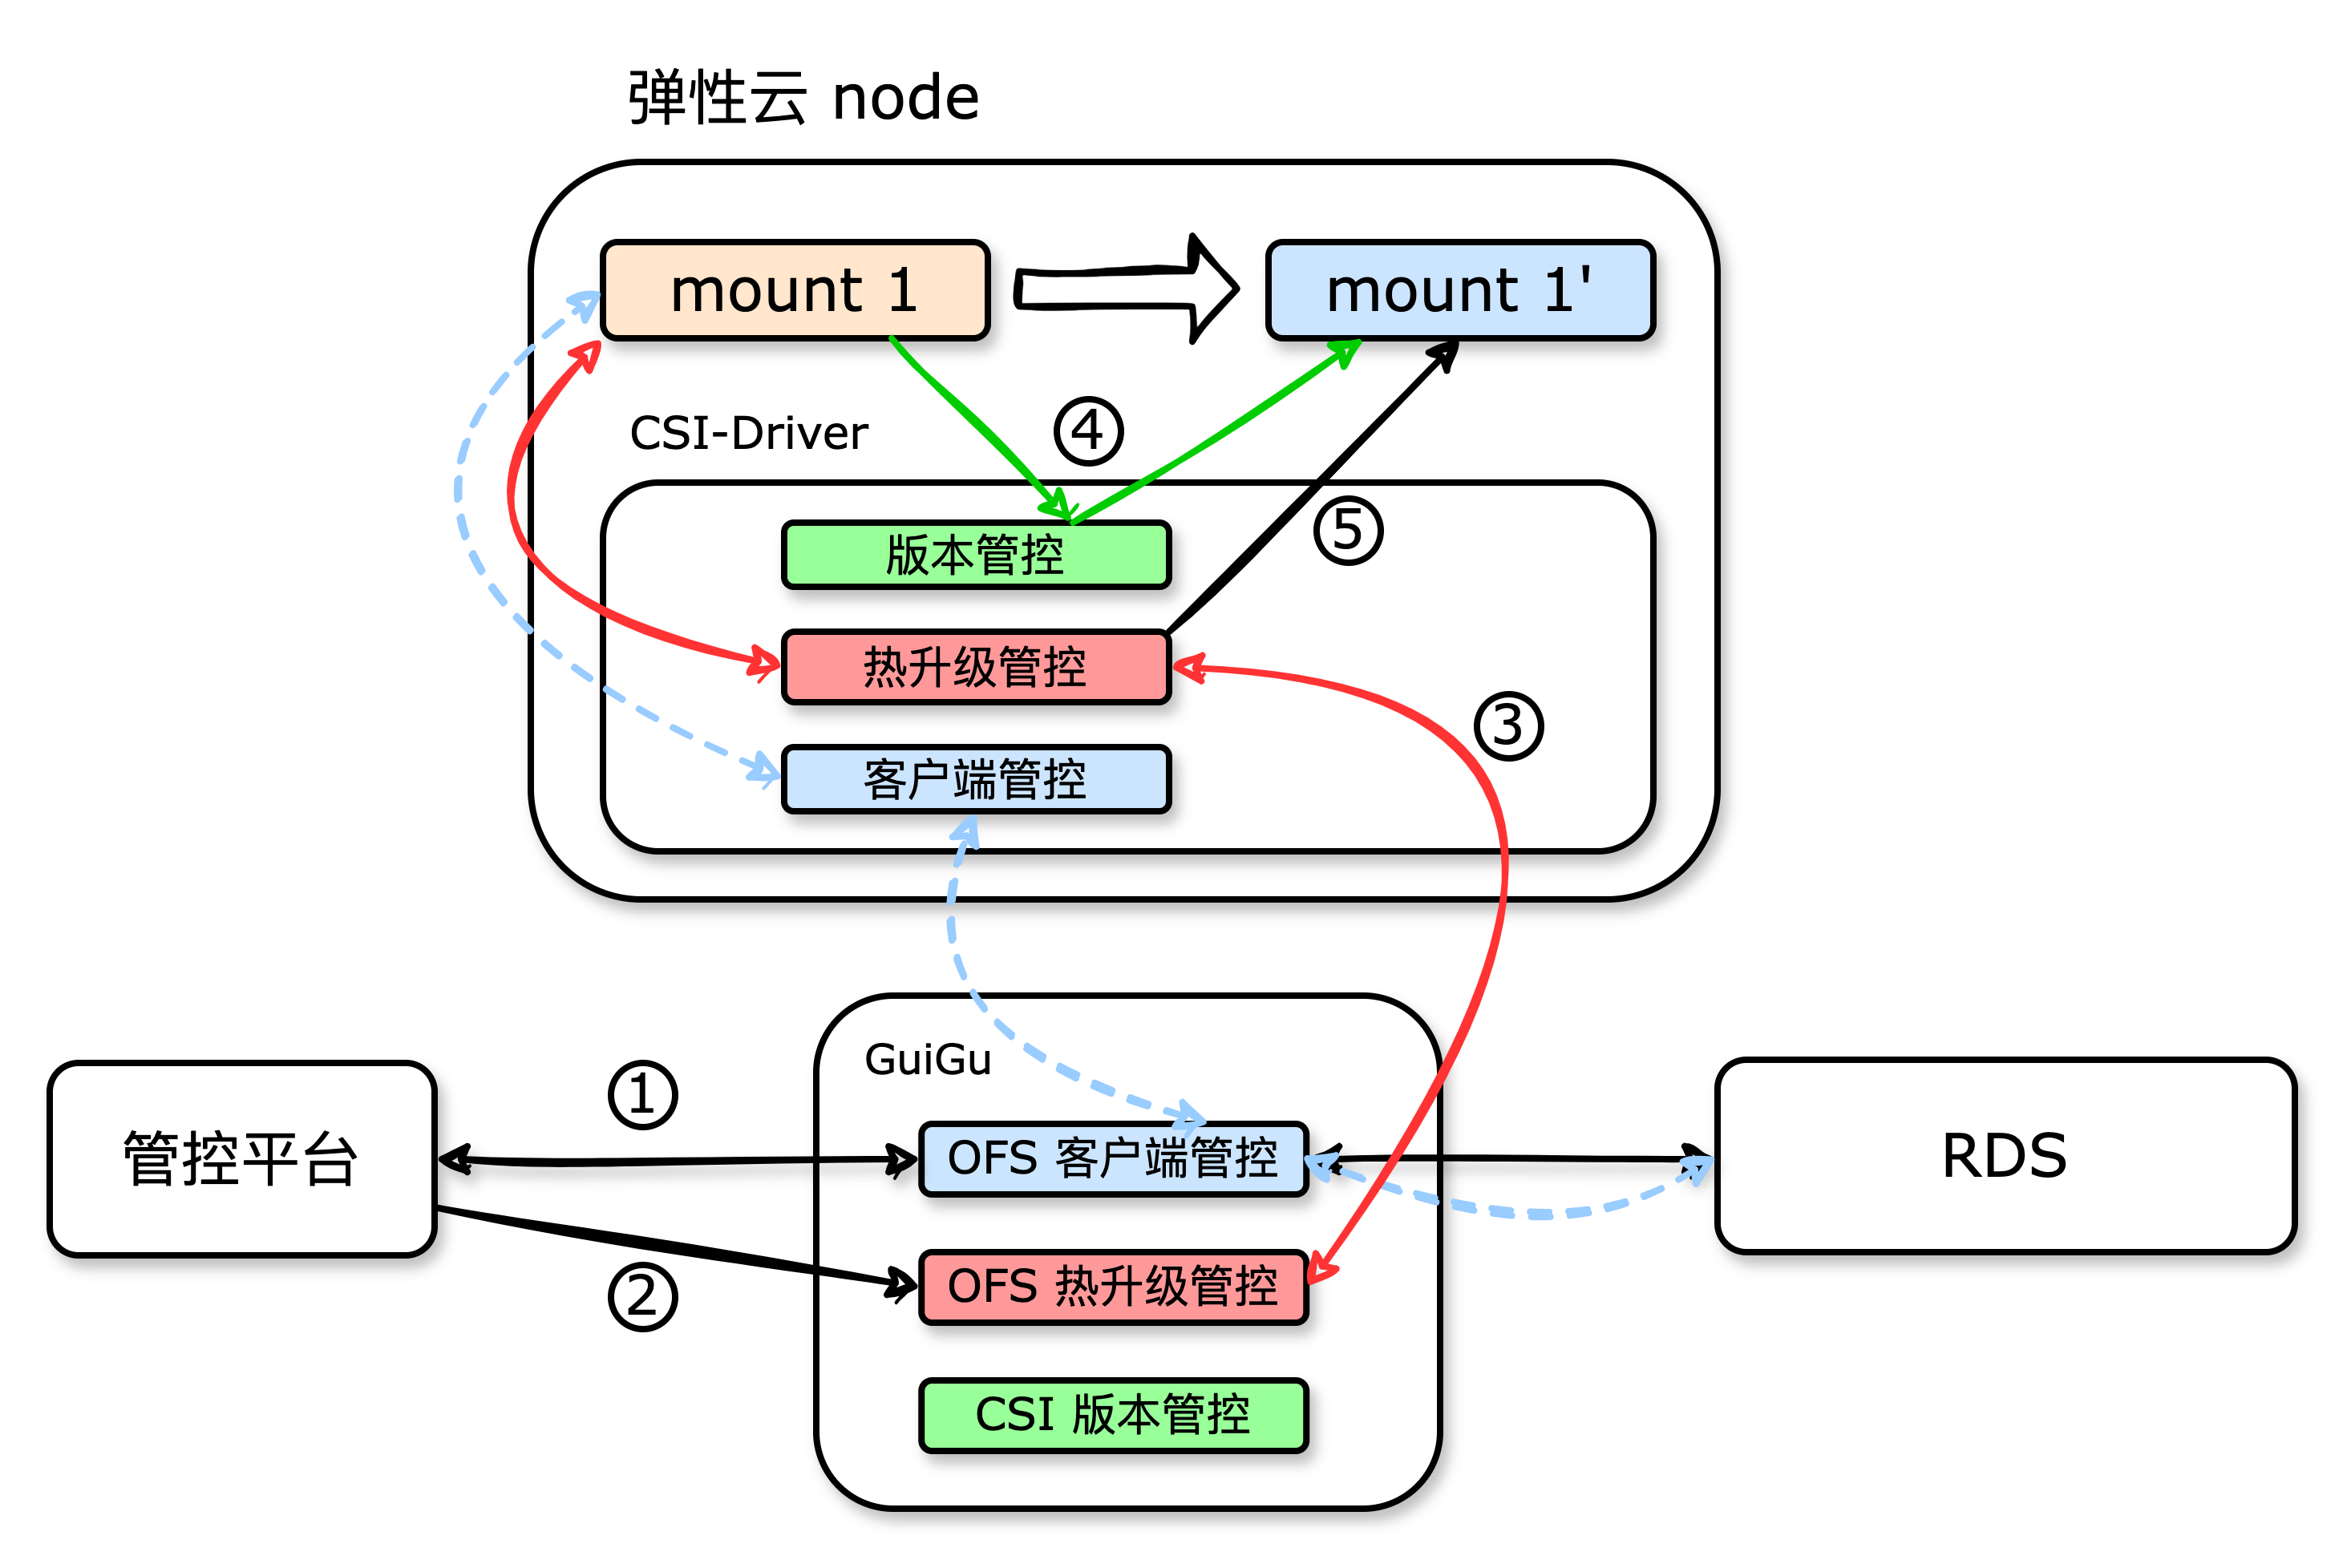 弹性云 node
mount 1
mount 1'
CSI-Driver
④
⑤
版本管控
热升级管控
③
客户端管控
GuiGu
①
管控平台
OFS 客户端管控
RDS
②
OFS 热升级管控
CSI 版本管控